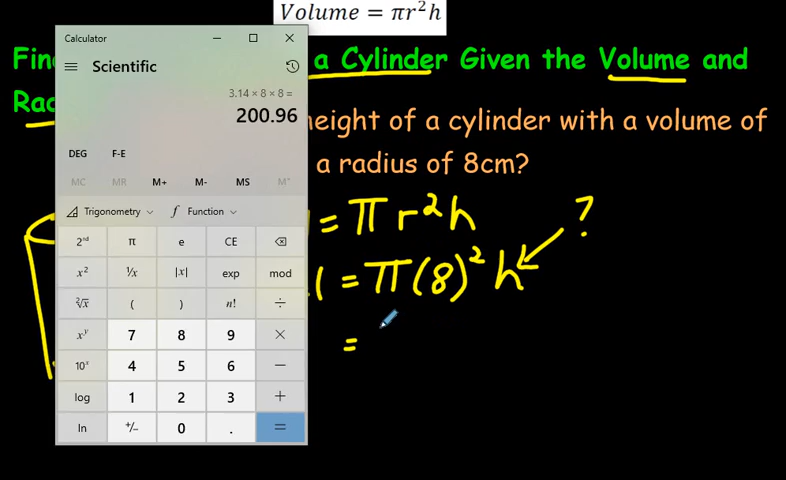 Volume = πr²h
Calculator
Fin
a Cylinder Given the Volume and
Scientific
Rad
3.14 × 8 × 8 =
200.96
height of a cylinder with a volume of
DEG F-E
a radius of 8cm?
MC MR M+ M- MS M˅
Trigonometry f Function
= π r²h ?
2ⁿᵈ π e CE
x² ¹/x |x| exp mod
= π(8)² h
²√x ( ) n! ÷
xʸ 7 8 9 ×
=
10ˣ 4 5 6 −
log 1 2 3 +
ln +/− 0 . =